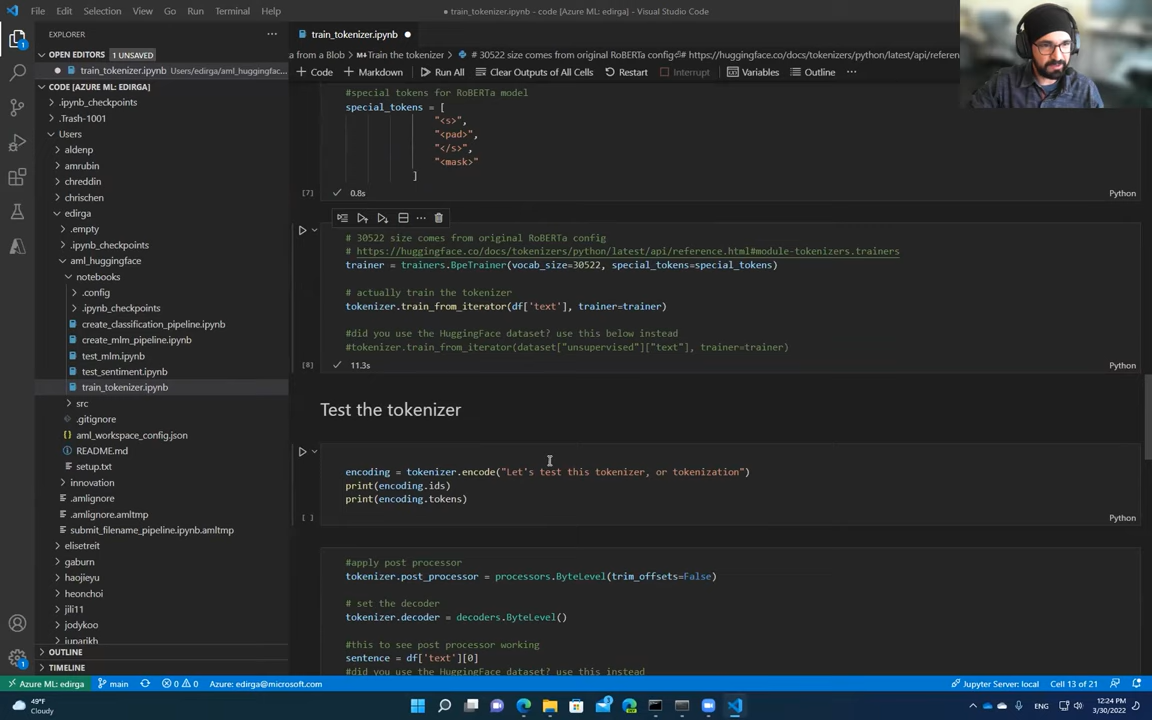 File Edit Selection View Go Run Terminal Help
● train_tokenizer.ipynb - code [Azure ML: edirga] - Visual Studio Code
EXPLORER
train_tokenizer.ipynb ●
OPEN EDITORS 1 UNSAVED
● train_tokenizer.ipynb Users/edirga/aml_huggingfac...
a from a Blob > Train the tokenizer > # 30522 size comes from original RoBERTa config# https://huggingface.co/docs/tokenizers/python/latest/api/referen
+ Code + Markdown Run All Clear Outputs of All Cells Restart Interrupt Variables Outline ...
CODE [AZURE ML: EDIRGA]
.ipynb_checkpoints
.Trash-1001
Users
aldenp
amrubin
chreddin
chrischen
edirga
.empty
.ipynb_checkpoints
aml_huggingface
notebooks
.config
.ipynb_checkpoints
create_classification_pipeline.ipynb
create_mlm_pipeline.ipynb
test_mlm.ipynb
test_sentiment.ipynb
train_tokenizer.ipynb
src
.gitignore
aml_workspace_config.json
README.md
setup.txt
innovation
.amlignore
.amlignore.amltmp
submit_filename_pipeline.ipynb.amltmp
elisetreit
gaburn
haojieyu
heonchoi
jili11
jodykoo
juparikh
OUTLINE
TIMELINE
#special tokens for RoBERTa model
special_tokens = [
"<s>",
"<pad>",
"</s>",
"<mask>"
]
[7] 0.8s Python
# 30522 size comes from original RoBERTa config
# https://huggingface.co/docs/tokenizers/python/latest/api/reference.html#module-tokenizers.trainers
trainer = trainers.BpeTrainer(vocab_size=30522, special_tokens=special_tokens)
# actually train the tokenizer
tokenizer.train_from_iterator(df['text'], trainer=trainer)
#did you use the HuggingFace dataset? use this below instead
#tokenizer.train_from_iterator(dataset["unsupervised"]["text"], trainer=trainer)
[8] 11.3s Python
Test the tokenizer
encoding = tokenizer.encode("Let's test this tokenizer, or tokenization")
print(encoding.ids)
print(encoding.tokens)
[ ] Python
#apply post processor
tokenizer.post_processor = processors.ByteLevel(trim_offsets=False)
# set the decoder
tokenizer.decoder = decoders.ByteLevel()
#this to see post processor working
sentence = df['text'][0]
#did you use the HuggingFace dataset? use this instead
Azure ML: edirga main 0 0 Azure: edirga@microsoft.com Jupyter Server: local Cell 13 of 21
49°F
Cloudy
ENG
12:24 PM
3/30/2022